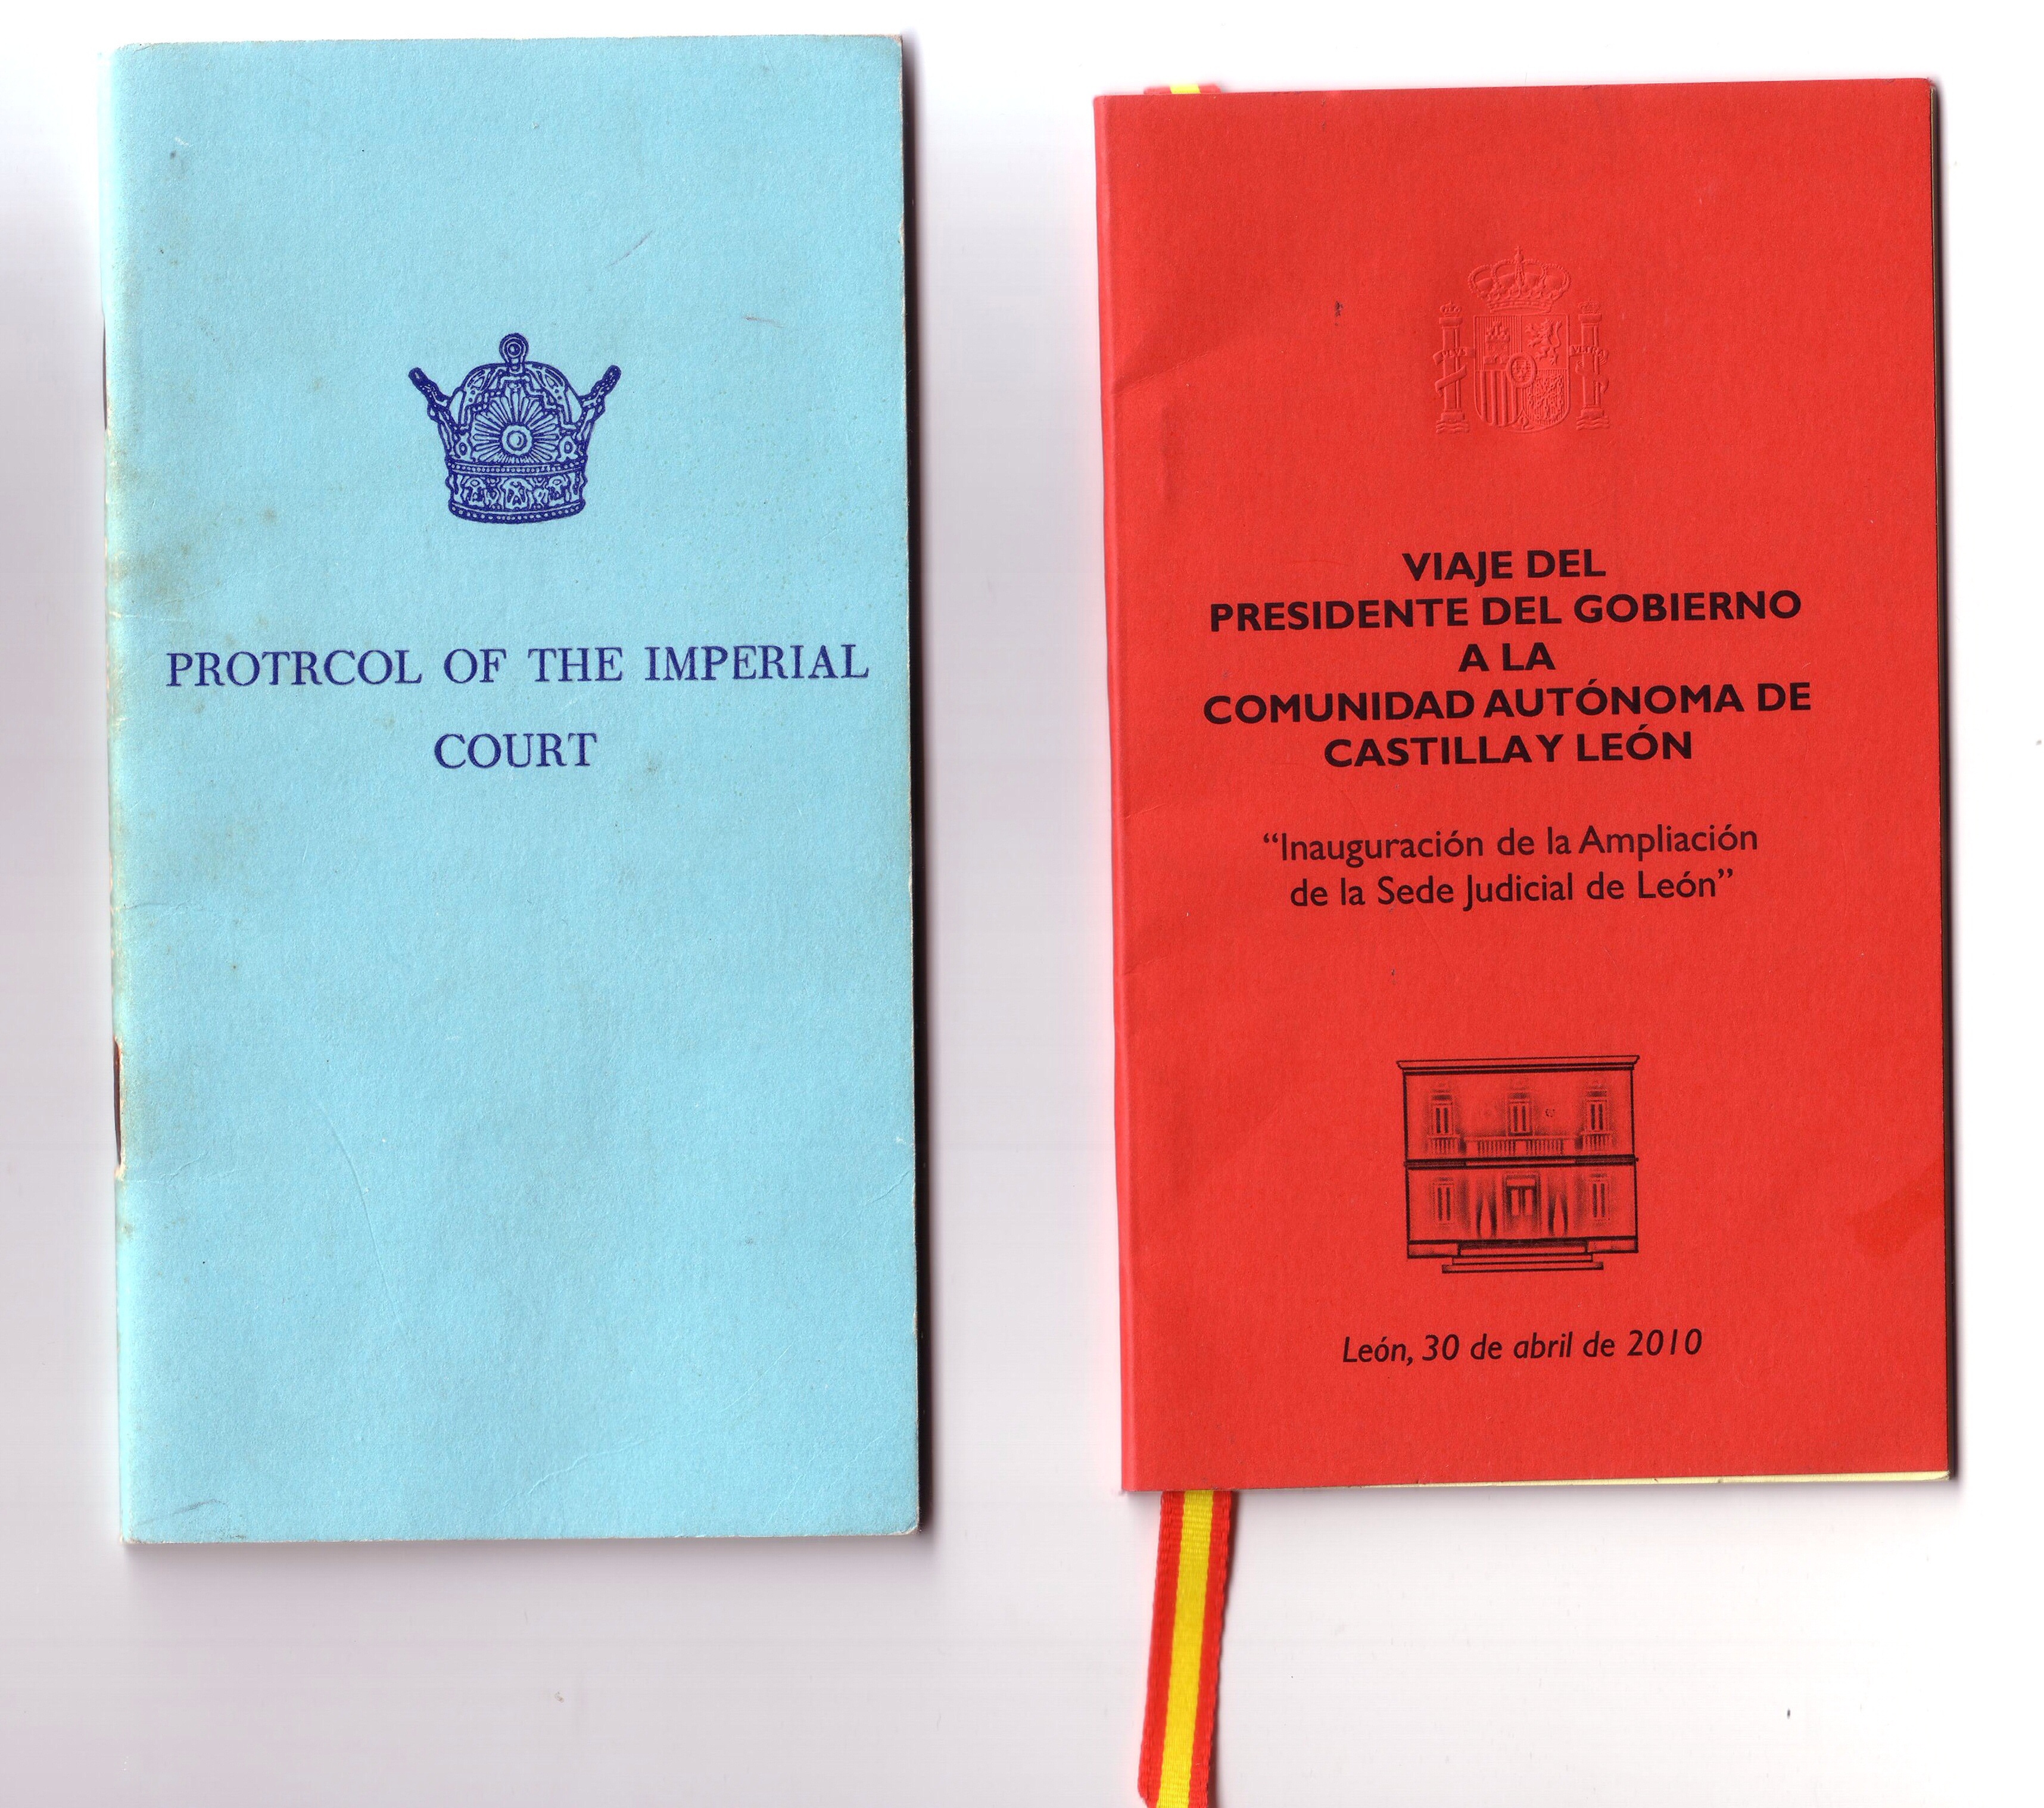 PROTRCOL OF THE IMPERIAL
COURT
VIAJE DEL
PRESIDENTE DEL GOBIERNO
A LA
COMUNIDAD AUTÓNOMA DE
CASTILLA Y LEÓN
“Inauguración de la Ampliación
de la Sede Judicial de León”
León, 30 de abril de 2010